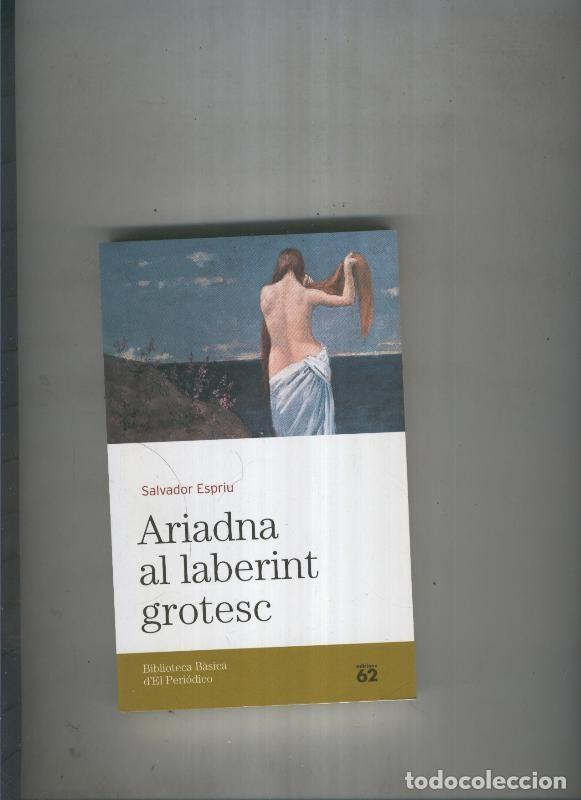 Salvador Espriu
Ariadna
al laberint
grotesc
Biblioteca Bàsica
d'El Periódico
edicions
62
todocoleccion